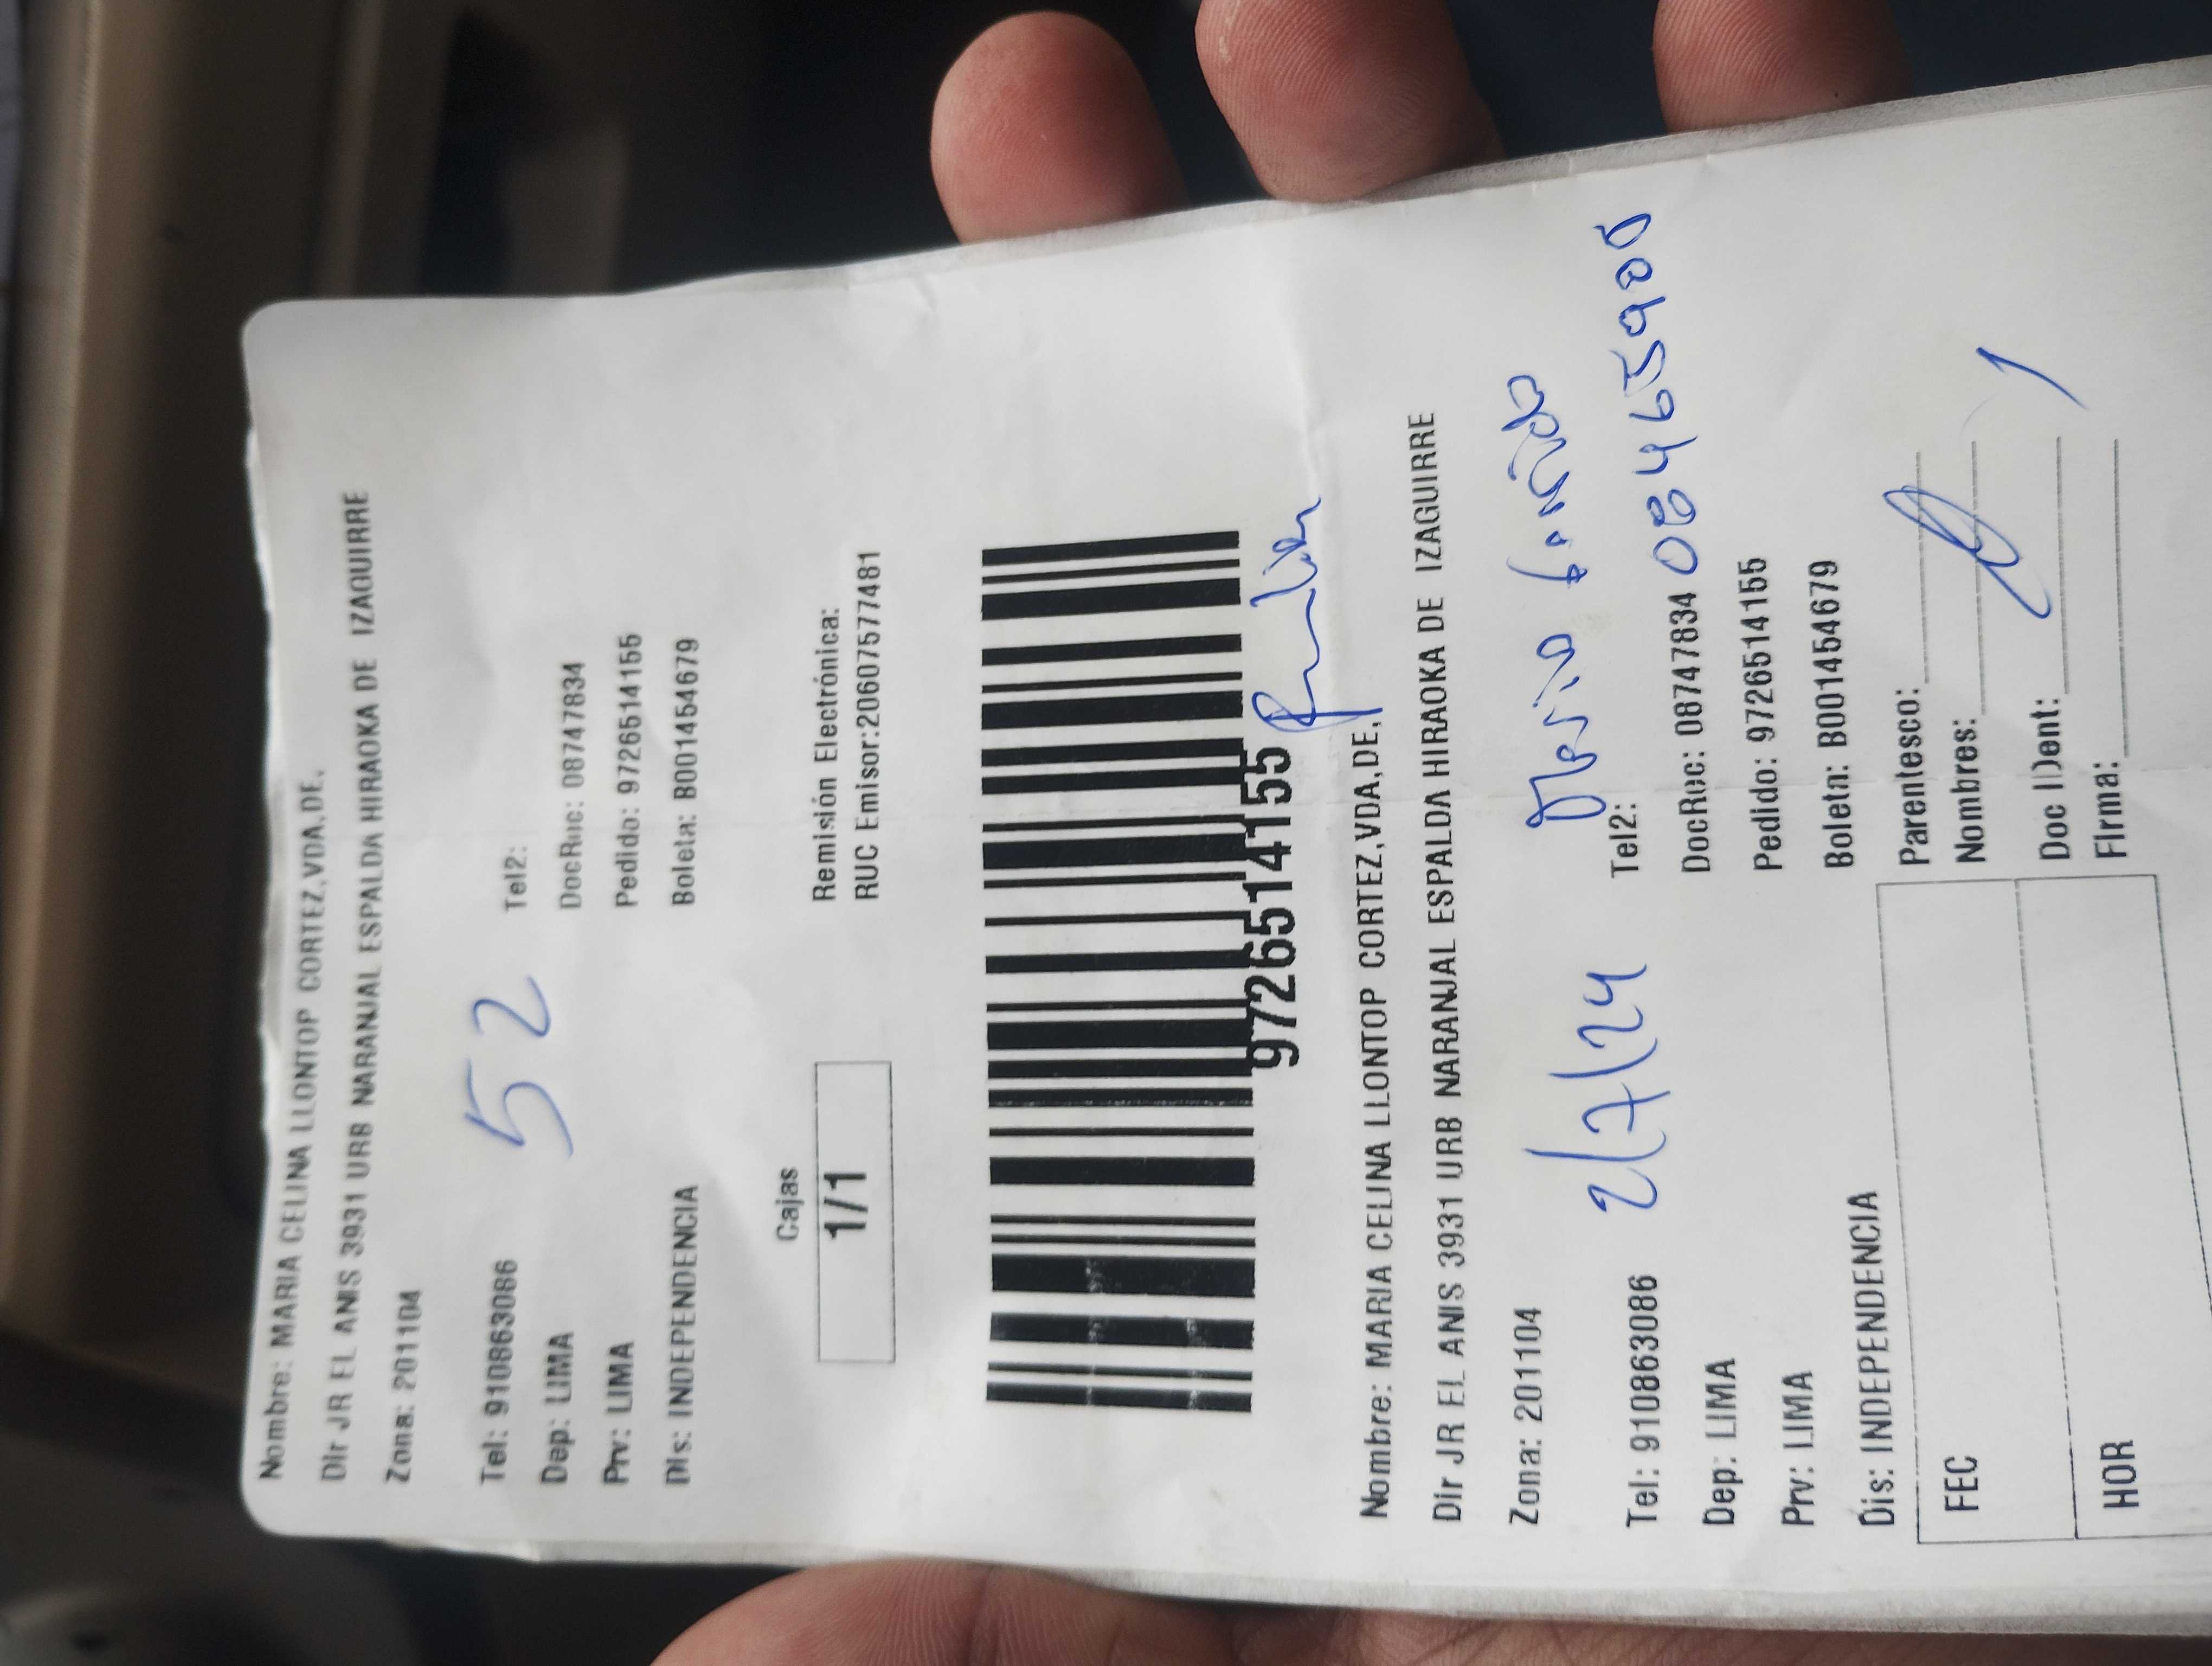 Nombre: MARIA CELINA LLONTOP CORTEZ,VDA,DE,
Dir JR EL ANIS 3931 URB NARANJAL ESPALDA HIRAOKA DE IZAGUIRRE
Zona: 201104
52
Tel: 910863086 Tel2:
Dep: LIMA DocRuc: 08747834
Prv: LIMA Pedido: 9726514155
Dis: INDEPENDENCIA Boleta: B001454679
Cajas Remisión Electrónica:
1/1 RUC Emisor:20607577481
9726514155
Nombre: MARIA CELINA LLONTOP CORTEZ,VDA,DE,
Dir JR EL ANIS 3931 URB NARANJAL ESPALDA HIRAOKA DE IZAGUIRRE
Zona: 201104
2/7/24
Tel: 910863086 Tel2:
Dep: LIMA DocRuc: 08747834 08465900
Prv: LIMA Pedido: 9726514155
Dis: INDEPENDENCIA Boleta: B001454679
FEC Parentesco:
Nombres:
HOR Doc IDent:
Firma: